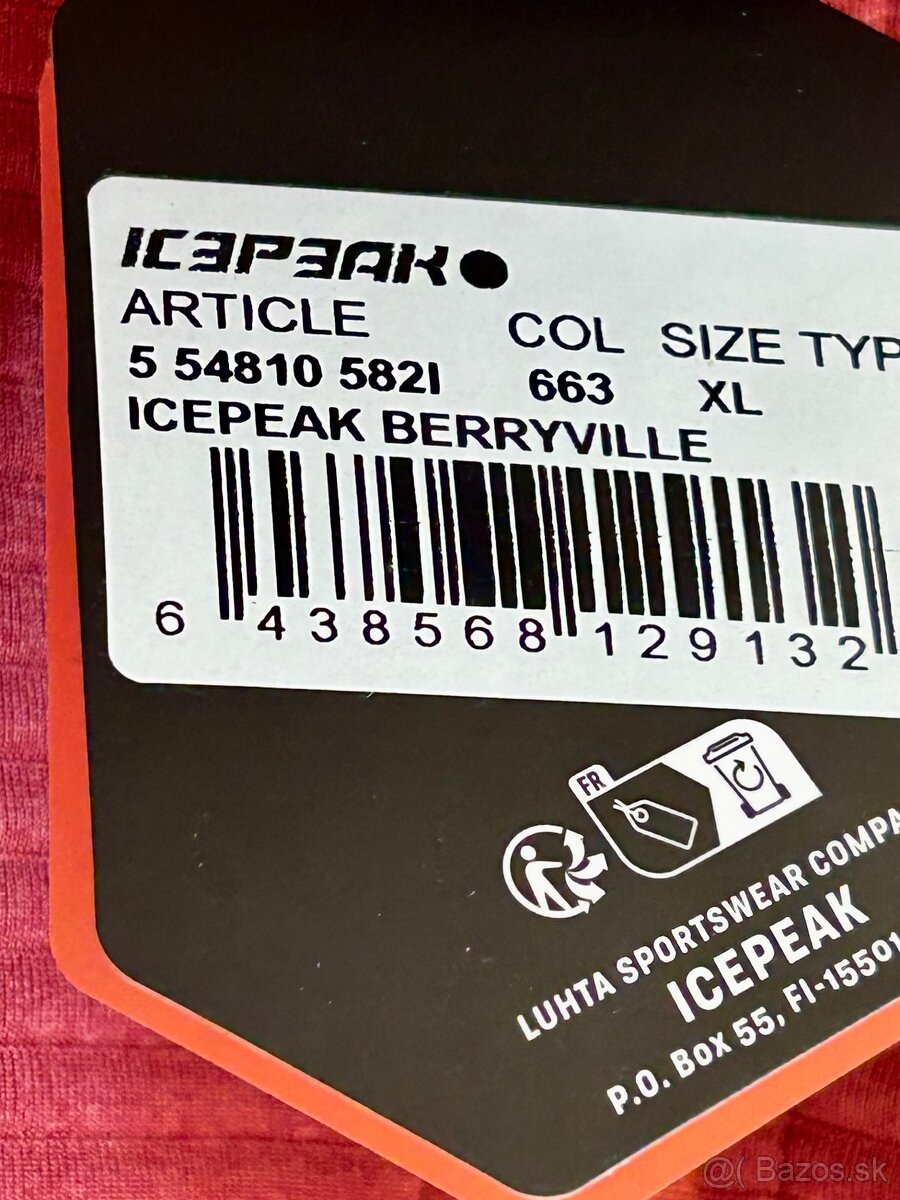 ICEPEAK
ARTICLE COL SIZE TYP
5 54810 582I 663 XL
ICEPEAK BERRYVILLE
6 438568 129132
FR
LUHTA SPORTSWEAR COMPA
ICEPEAK
P.O. Box 55, FI-15501
@( Bazos.sk